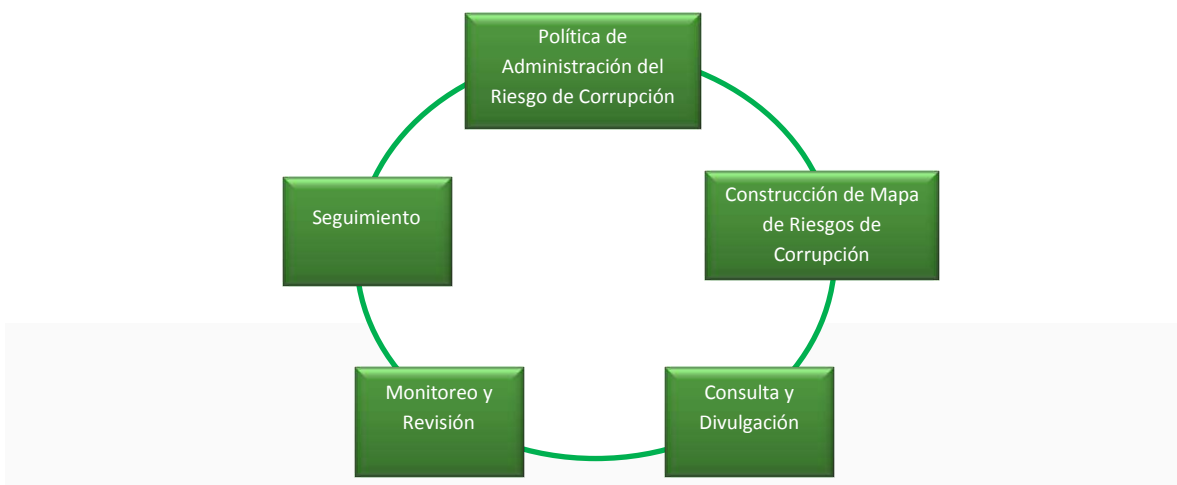 Política de
Administración del
Riesgo de Corrupción
Construcción de Mapa
de Riesgos de
Corrupción
Consulta y
Divulgación
Monitoreo y
Revisión
Seguimiento